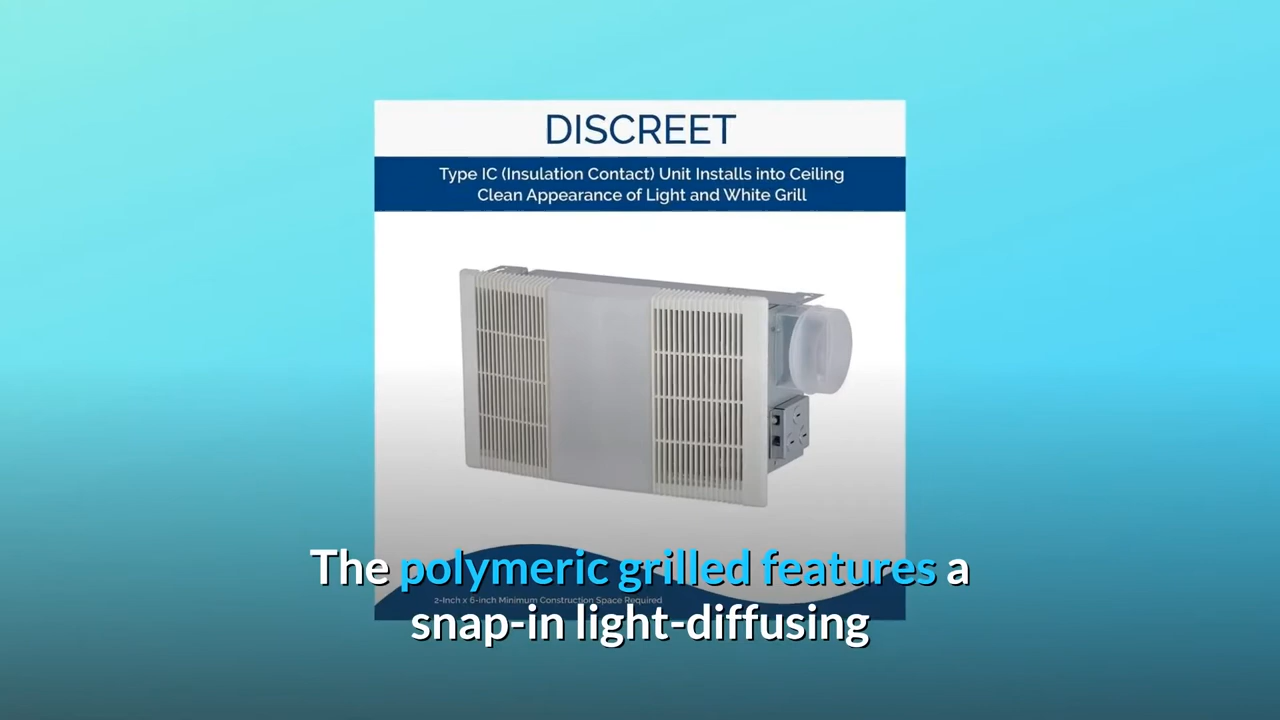 DISCREET
Type IC (Insulation Contact) Unit Installs into Ceiling
Clean Appearance of Light and White Grill
The polymeric grilled features a
2-Inch x 6-inch Minimum Construction Space Required
snap-in light-diffusing